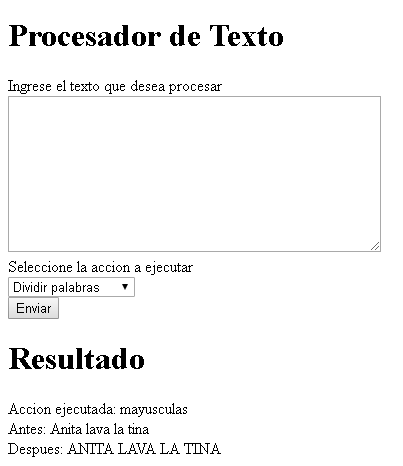 Procesador de Texto
Ingrese el texto que desea procesar
Seleccione la accion a ejecutar
Dividir palabras
Enviar
Resultado
Accion ejecutada: mayusculas
Antes: Anita lava la tina
Despues: ANITA LAVA LA TINA